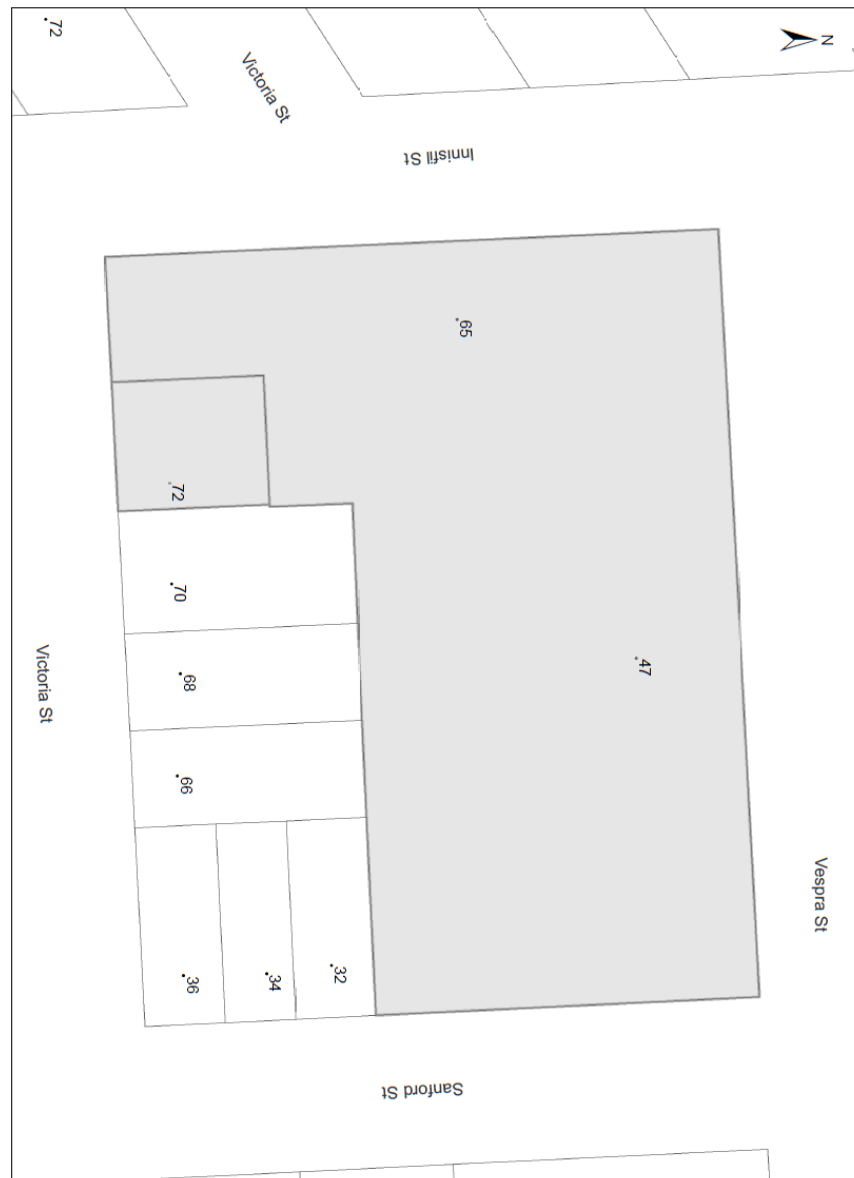 .72
Victoria St
N
Innisfil St
.65
.72
.70
.47
Victoria St
.68
.66
Vespra St
.36
.34
.32
Sanford St